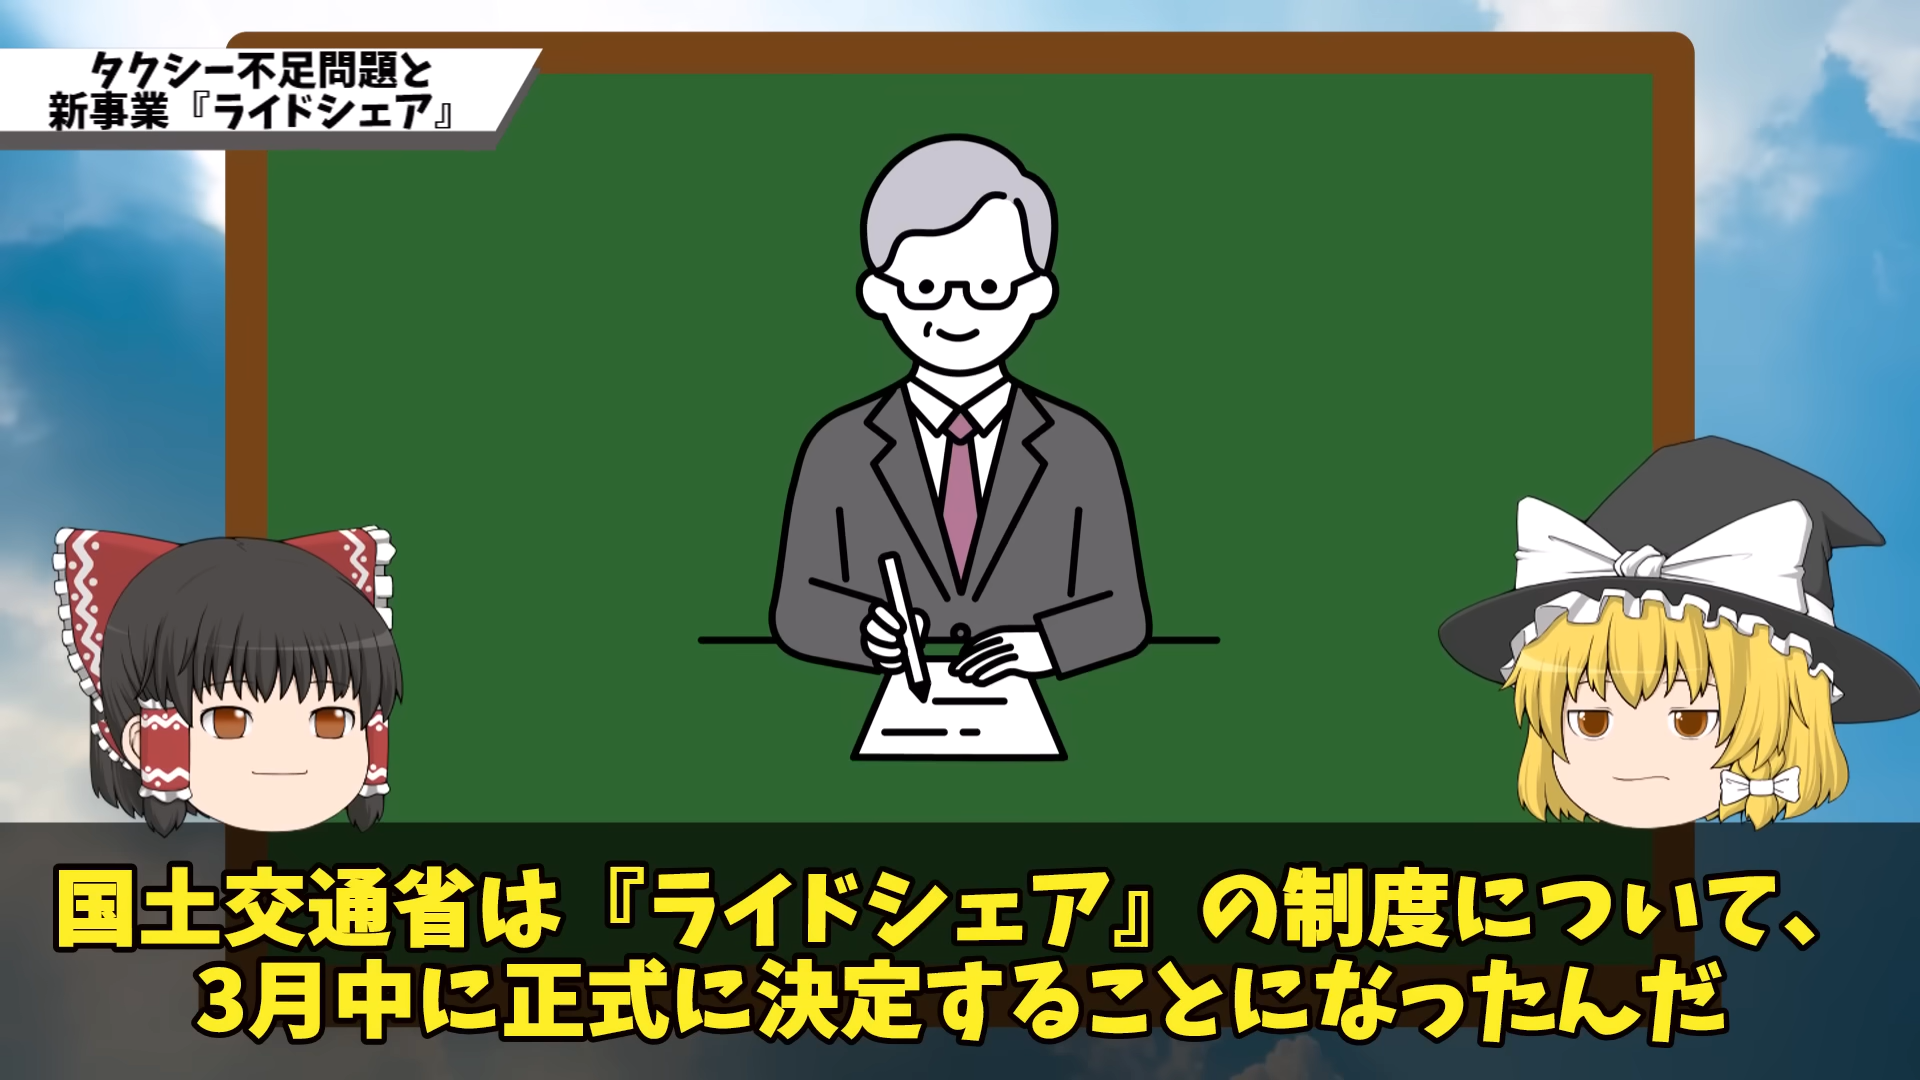 タクシー不足問題と
新事業『ライドシェア』
国土交通省は『ライドシェア』の制度について、
3月中に正式に決定することになったんだ